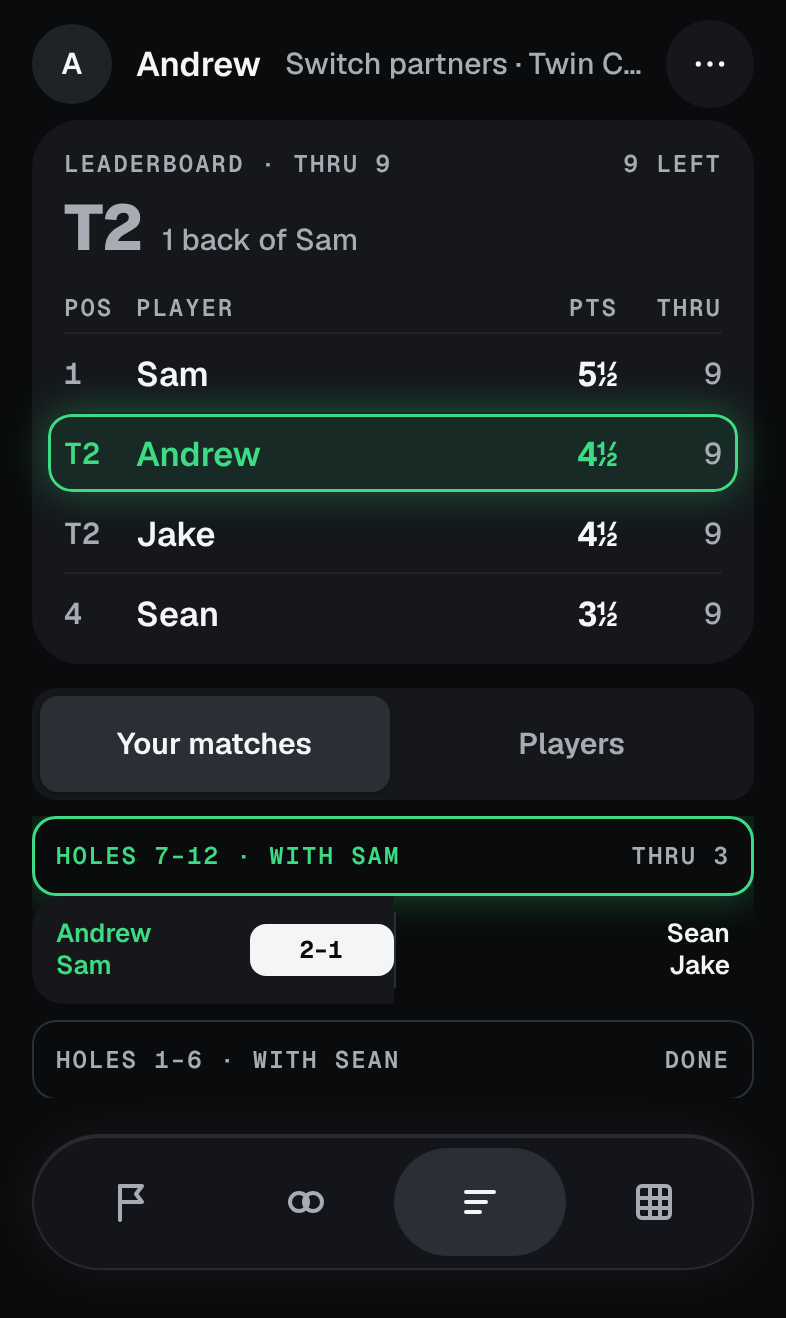 A Andrew Switch partners · Twin C... ...
LEADERBOARD · THRU 9 9 LEFT
T2 1 back of Sam
POS PLAYER PTS THRU
1 Sam 5½ 9
T2 Andrew 4½ 9
T2 Jake 4½ 9
4 Sean 3½ 9
Your matches Players
HOLES 7–12 · WITH SAM THRU 3
Andrew Sean
2–1
Sam Jake
HOLES 1–6 · WITH SEAN DONE